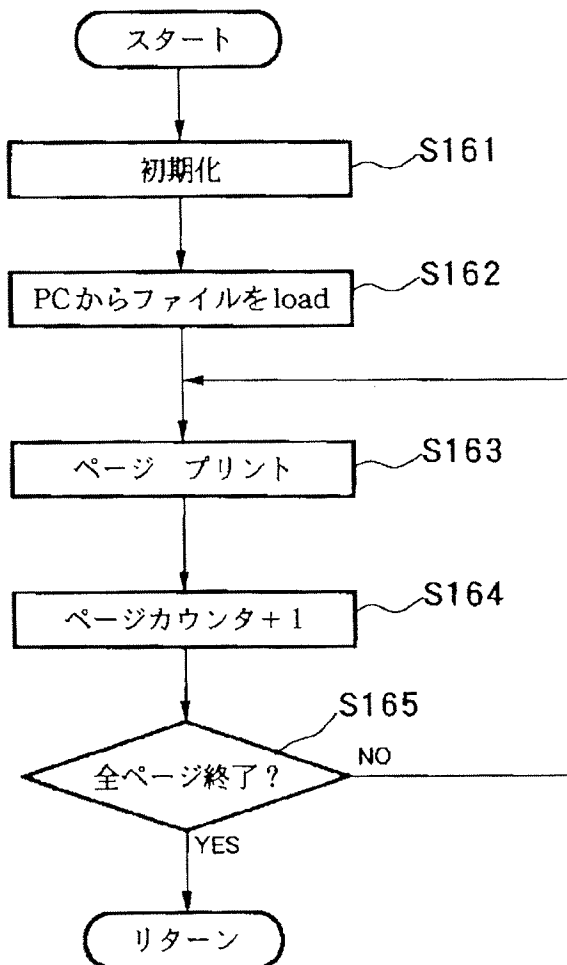 スタート
初期化
S161
PCからファイルをload
S162
ページ　プリント
S163
ページカウンタ+1
S164
S165
全ページ終了？
NO
YES
リターン